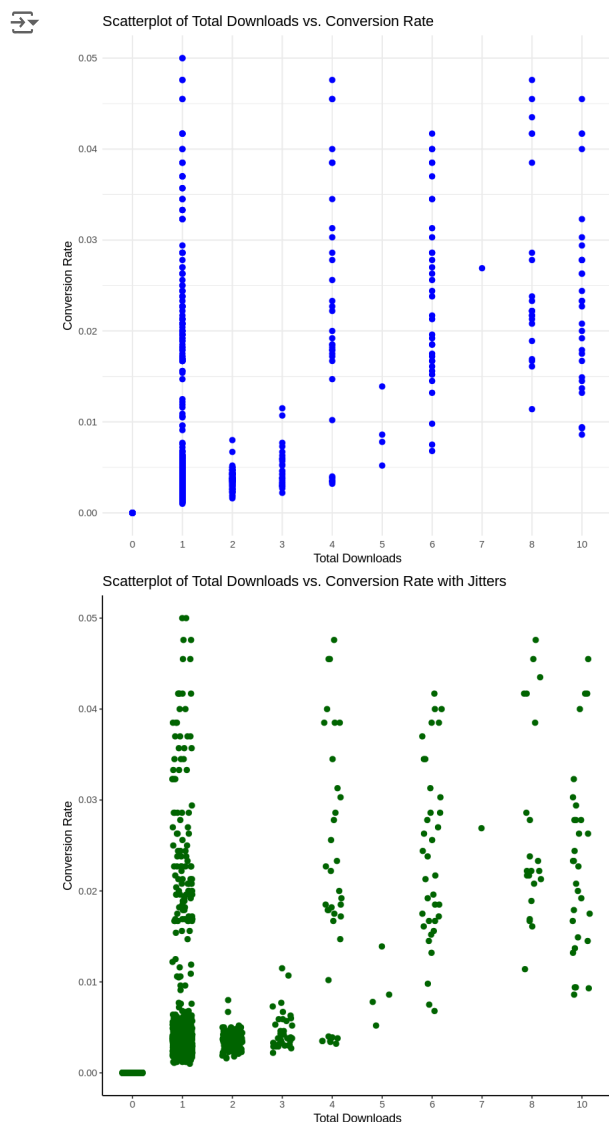 Scatterplot of Total Downloads vs. Conversion Rate
0.05
0.04
0.03
0.02
0.01
0.00
Conversion Rate
0 1 2 3 4 5 6 7 8 10
Total Downloads
Scatterplot of Total Downloads vs. Conversion Rate with Jitters
0.05
0.04
0.03
0.02
0.01
0.00
Conversion Rate
0 1 2 3 4 5 6 7 8 10
Total Downloads